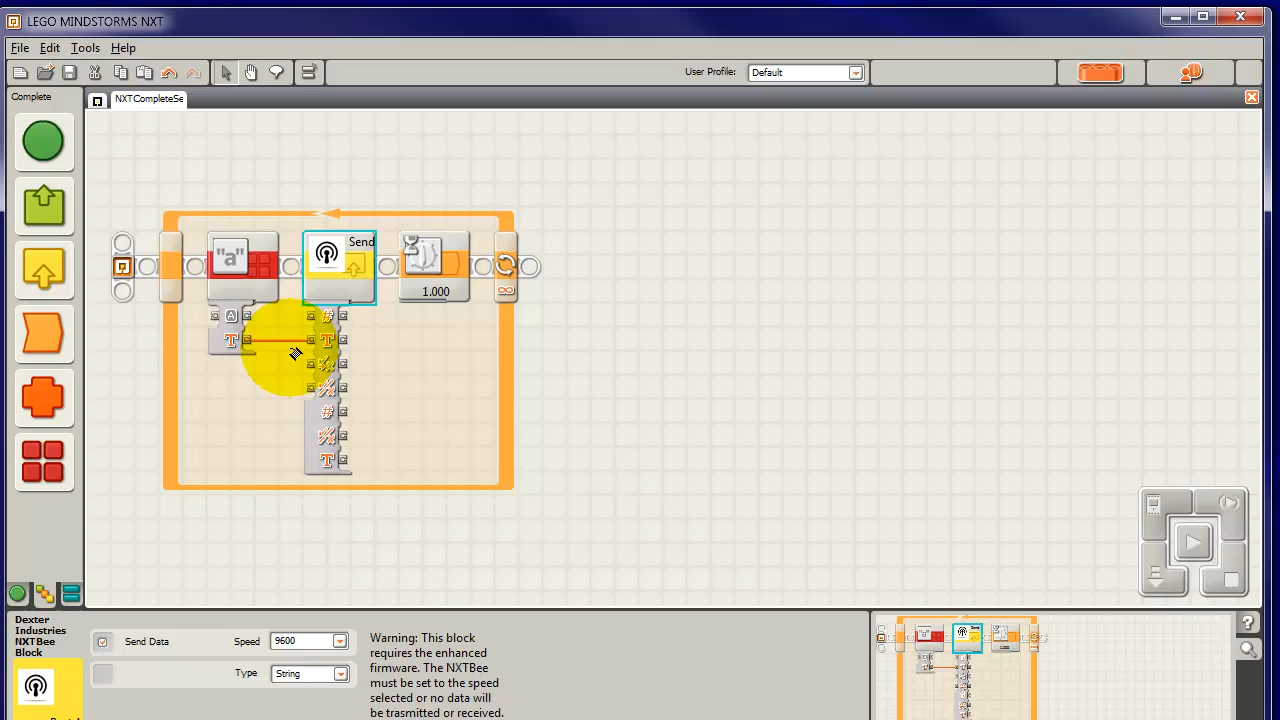 LEGO MINDSTORMS NXT
File Edit Tools Help
User Profile: Default
Complete
NXTCompleteSe
"a"
Send
1.000
A
#
T
T
#
T
Dexter
Industries
NXTBee
Block
Send Data
Speed
9600
Type
String
Warning: This block
requires the enhanced
firmware. The NXTBee
must be set to the speed
selected or no data will
be trasmitted or received.